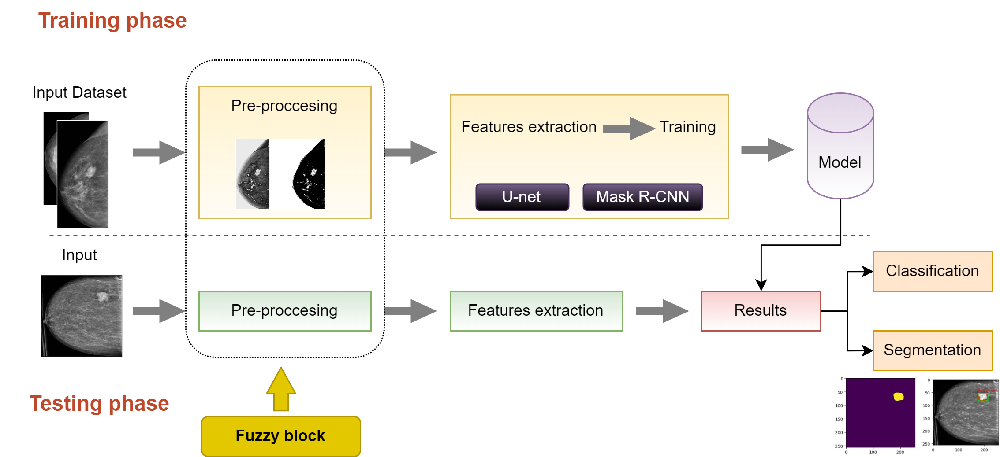 Training phase
Input Dataset
Pre-proccesing
Features extraction
Training
U-net
Mask R-CNN
Model
Input
Pre-proccesing
Features extraction
Results
Classification
Segmentation
Testing phase
Fuzzy block
0
50
100
150
200
250
0 100 200
0
50
100
150
200
250
0 100 200